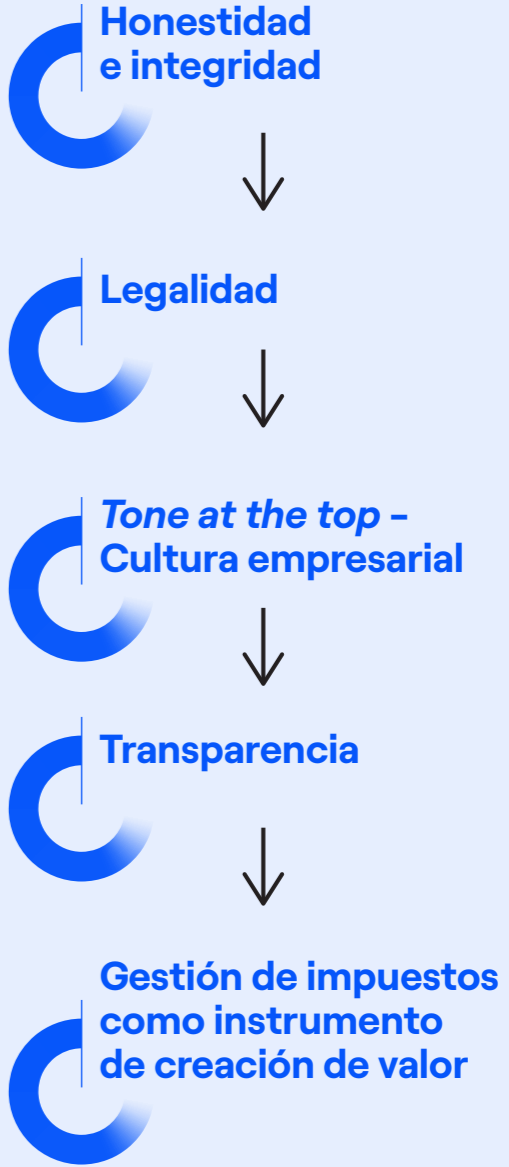 Honestidad
e integridad
Legalidad
Tone at the top –
Cultura empresarial
Transparencia
Gestión de impuestos
como instrumento
de creación de valor